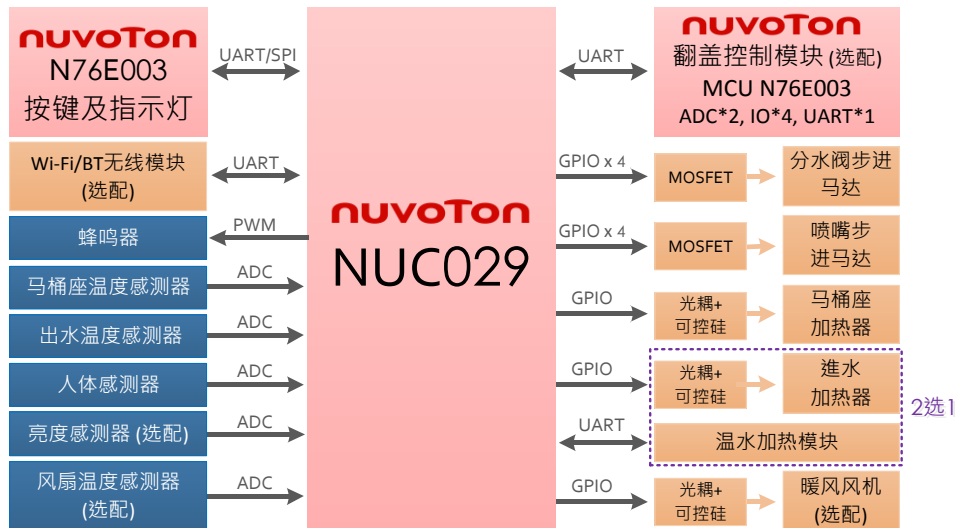 nuvoTon
N76E003
按键及指示灯
UART/SPI
Wi-Fi/BT无线模块
(选配)
UART
蜂鸣器
PWM
马桶座温度感测器
ADC
出水温度感测器
ADC
人体感测器
ADC
亮度感测器 (选配)
ADC
风扇温度感测器
(选配)
ADC
nuvoTon
NUC029
UART
nuvoTon
翻盖控制模块 (选配)
MCU N76E003
ADC*2, IO*4, UART*1
GPIO x 4
MOSFET
分水阀步进
马达
GPIO x 4
MOSFET
喷嘴步
进马达
GPIO
光耦+
可控硅
马桶座
加热器
GPIO
光耦+
可控硅
進水
加热器
UART
温水加热模块
2选1
GPIO
光耦+
可控硅
暖风风机
(选配)